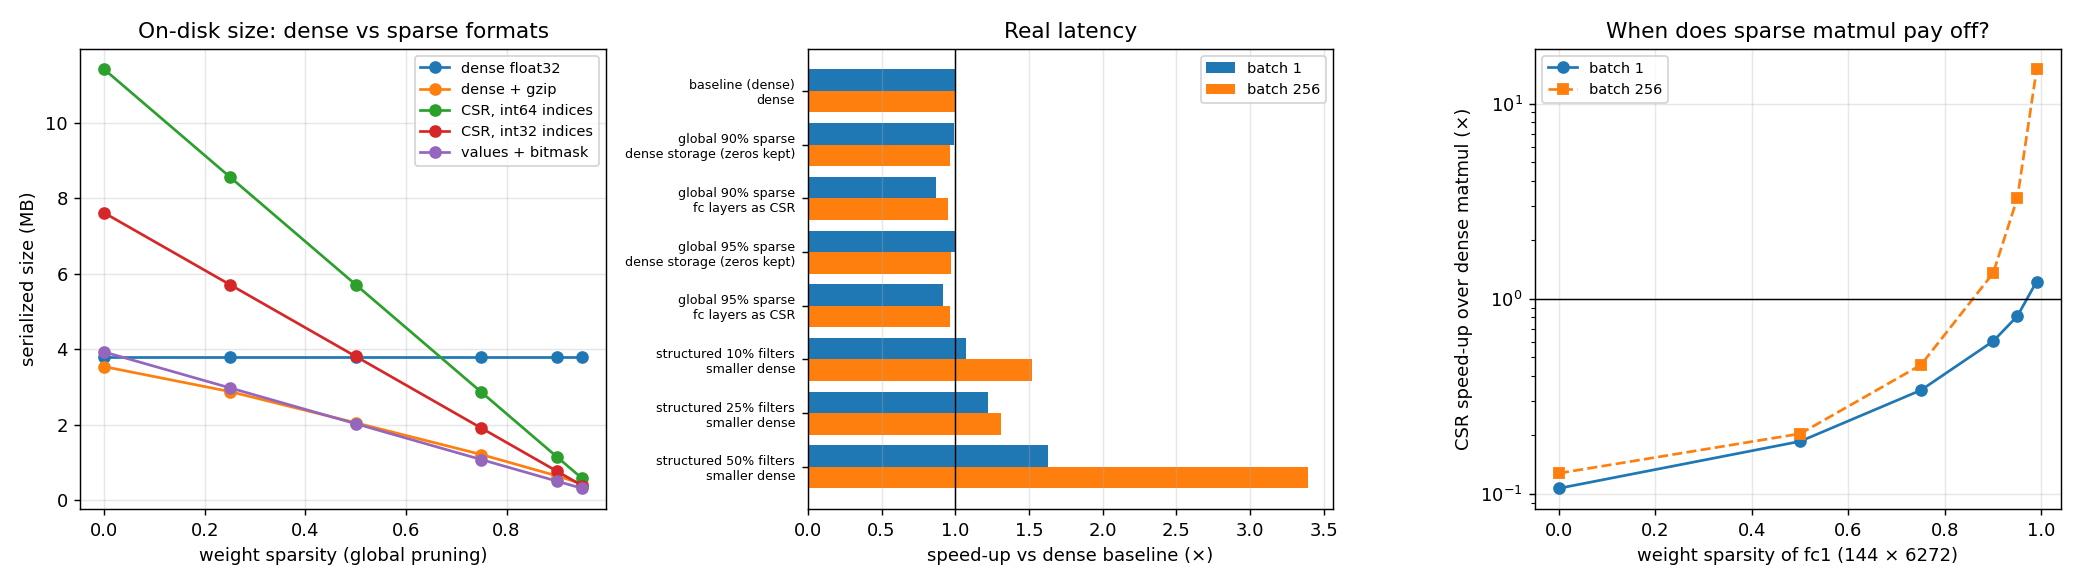 On-disk size: dense vs sparse formats
dense float32
dense + gzip
CSR, int64 indices
CSR, int32 indices
values + bitmask
serialized size (MB)
10
8
6
4
2
0
0.0 0.2 0.4 0.6 0.8
weight sparsity (global pruning)
Real latency
batch 1
batch 256
baseline (dense)
dense
global 90% sparse
dense storage (zeros kept)
global 90% sparse
fc layers as CSR
global 95% sparse
dense storage (zeros kept)
global 95% sparse
fc layers as CSR
structured 10% filters
smaller dense
structured 25% filters
smaller dense
structured 50% filters
smaller dense
0.0 0.5 1.0 1.5 2.0 2.5 3.0 3.5
speed-up vs dense baseline (×)
When does sparse matmul pay off?
batch 1
batch 256
CSR speed-up over dense matmul (×)
10¹
10⁰
10⁻¹
0.0 0.2 0.4 0.6 0.8 1.0
weight sparsity of fc1 (144 × 6272)